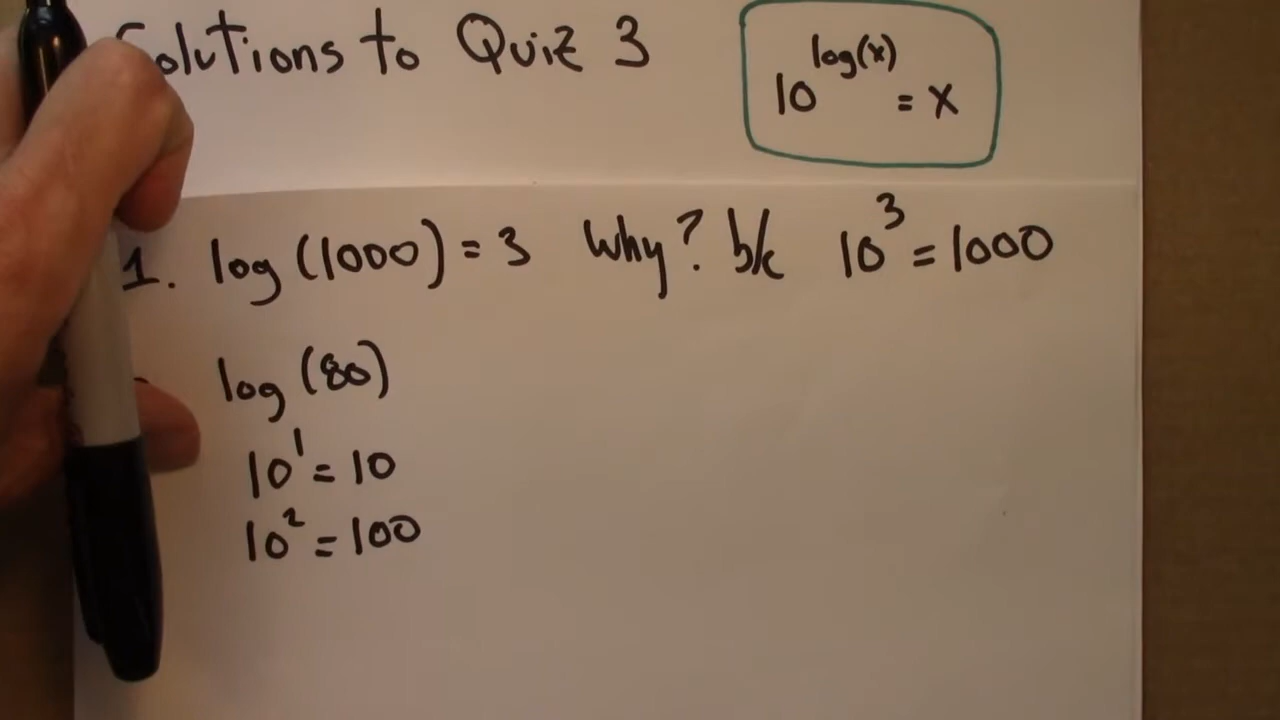 Solutions to Quiz 3
10^log(x) = x
1. log(1000) = 3 Why? b/c 10^3 = 1000
log(80)
10^1 = 10
10^2 = 100